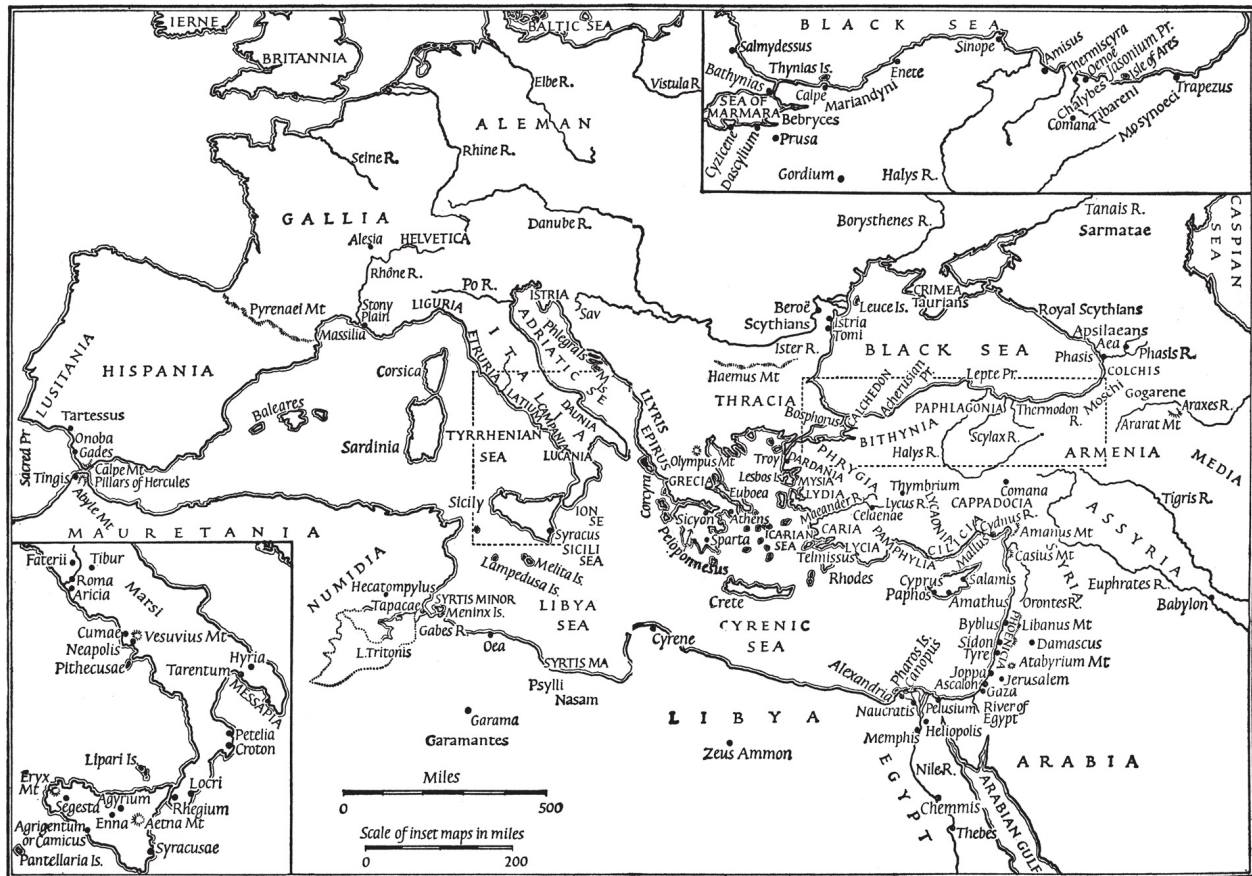 IERNE
BRITANNIA
BALTIC SEA
Elbe R.
Vistula R
ALEMAN
Seine R.
Rhine R.
GALLIA
Danube R.
Alesia
HELVETICA
Rhône R.
Po R.
Stony
Plain
LIGURIA
Pyrenaei Mt
Massilia
ISTRIA
Sav
LUSITANIA
HISPANIA
Corsica
ETRURIA
ITAL
ADRIATIC SE
Phlegrais
M Is.
LATIUM
CAMPANIA
DAUNIA
LUCANIA
Baleares
Sardinia
TYRRHENIAN
SEA
Tartessus
Onoba
Gades
Sacred Pr
Calpe Mt
Pillars of Hercules
Tingis
Abyle Mt
Sicily
ION
SE
Syracus
SICILI
SEA
MAURETANIA
LLYRIS
EPIRUS
Corcyra
Olympus Mt
GRECIA
Euboea
Sicyon
Athens
Sparta
Peloponnesus
ICARIAN
SEA
Crete
Rhodes
Melita Is.
Lampedusa Is.
NUMIDIA
Hecatompylus
SYRTIS MINOR
Tapacae
Meninx Is.
LIBYA
SEA
Gabes R.
L. Tritonis
Oea
SYRTIS MA
Psylli
Nasam
Garama
Garamantes
CYRENIC
SEA
Cyrene
LIBYA
Zeus Ammon
Borysthenes R.
Tanais R.
Sarmatae
CASPIAN
SEA
CRIMEA
Taurians
Leuce Is.
Beroë
Scythians
Istria
Tomi
Ister R.
Haemus Mt
Royal Scythians
Apsilaeans
Aea
Phasis
Phasis R.
COLCHIS
BLACK SEA
Lepte Pr.
Moschi
Gogarene
Araxes R.
Ararat Mt
THRACIA
Bosphorus
CALCHEDON
Acherusian
Pr.
PAPHLAGONIA
Thermodon
R.
BITHYNIA
Scylax R.
Halys R.
ARMENIA
MEDIA
Troy
DARDANIA
PHRYGIA
Lesbos Is.
MYSIA
LYDIA
Thymbrium
Maeander R.
Lycus R.
Celaenae
LYCAONIA
CAPPADOCIA
Comana
Tigris R.
CARIA
LYCIA
Telmissus
PAMPHYLIA
CILICIA
Cydnus R.
Mallus
Amanus Mt
Casius Mt
ASSYRIA
SYRIA
Euphrates R.
Babylon
Cyprus
Salamis
Paphos
Amathus
Orontes R.
Byblus
Libanus Mt
PHOENICIA
Sidon
Damascus
Tyre
Atabyrium Mt
Joppa
Jerusalem
Ascalon
Gaza
Alexandria
Pharos Is.
Canopus
Naucratis
Pelusium
River of
Egypt
Heliopolis
Memphis
EGYPT
Nile R.
ARABIA
Chemmis
Thebes
ARABIAN GULF
Miles
0 500
Scale of inset maps in miles
0 200
BLACK SEA
Salmydessus
Sinope
Amisus
Themiscyra
Oenoë
Jasonium Pr.
Isle of Ares
Thynias Is.
Enete
Bathynias
Calpe
Mariandyni
Chalybes
Tibareni
Trapezus
Comana
Mosynoeci
SEA OF
MARMARA
Bebryces
Cyzicene
Dascylium
Prusa
Gordium
Halys R.
Faterii
Tibur
Roma
Aricia
Marsi
Cumae
Vesuvius Mt
Neapolis
Pithecusae
Hyria
Tarentum
MESSAPIA
Petelia
Croton
Lipari Is.
Locri
Rhegium
Eryx
Mt
Segesta
Agyrium
Enna
Aetna Mt
Agrigentum
or Camicus
Pantellaria Is.
Syracusae